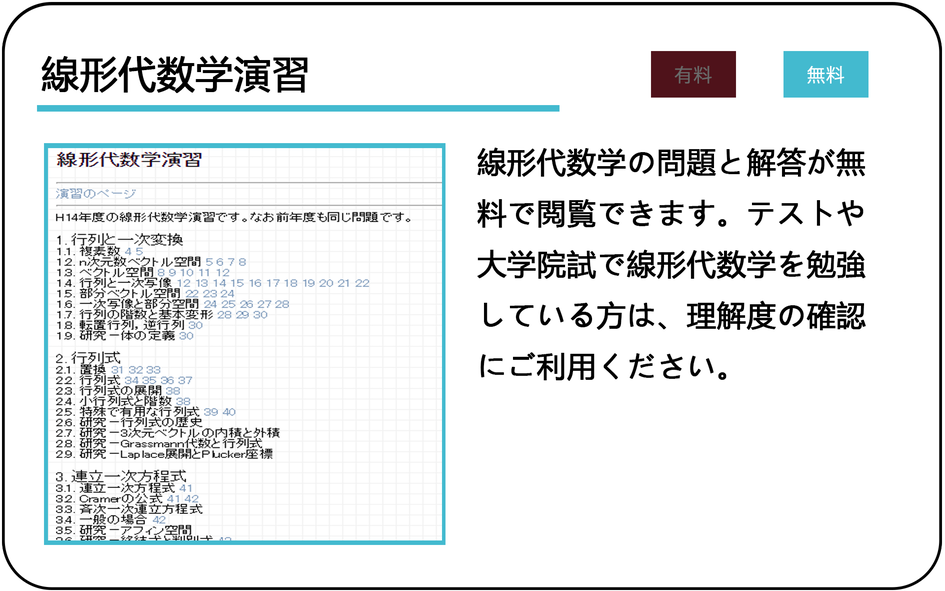 線形代数学演習
有料
無料
線形代数学演習
演習のページ
H14年度の線形代数学演習です。なお前年度も同じ問題です。
1. 行列と一次変換
1.1. 複素数 4 5
1.2. n次元数ベクトル空間 5 6 7 8
1.3. ベクトル空間 8 9 10 11 12
1.4. 行列と一次写像 12 13 14 15 16 17 18 19 20 21 22
1.5. 部分ベクトル空間 22 23 24
1.6. 一次写像と部分空間 24 25 26 27 28
1.7. 行列の階数と基本変形 28 29 30
1.8. 転置行列, 逆行列 30
1.9. 研究－体の定義 30
2. 行列式
2.1. 置換 31 32 33
2.2. 行列式 34 35 36 37
2.3. 行列式の展開 38
2.4. 小行列式と階数 38
2.5. 特殊で有用な行列式 39 40
2.6. 研究－行列式の歴史
2.7. 研究－3次元ベクトルの内積と外積
2.8. 研究－Grassmann代数と行列式
2.9. 研究－Laplace展開とPlucker座標
3. 連立一次方程式
3.1. 連立一次方程式 41
3.2. Cramerの公式 41 42
3.3. 斉次一次連立方程式
3.4. 一般の場合 42
3.5. 研究－アフィン空間
3.6. 研究－終結式と判別式 43
線形代数学の問題と解答が無
料で閲覧できます。テストや
大学院試で線形代数学を勉強
している方は、理解度の確認
にご利用ください。